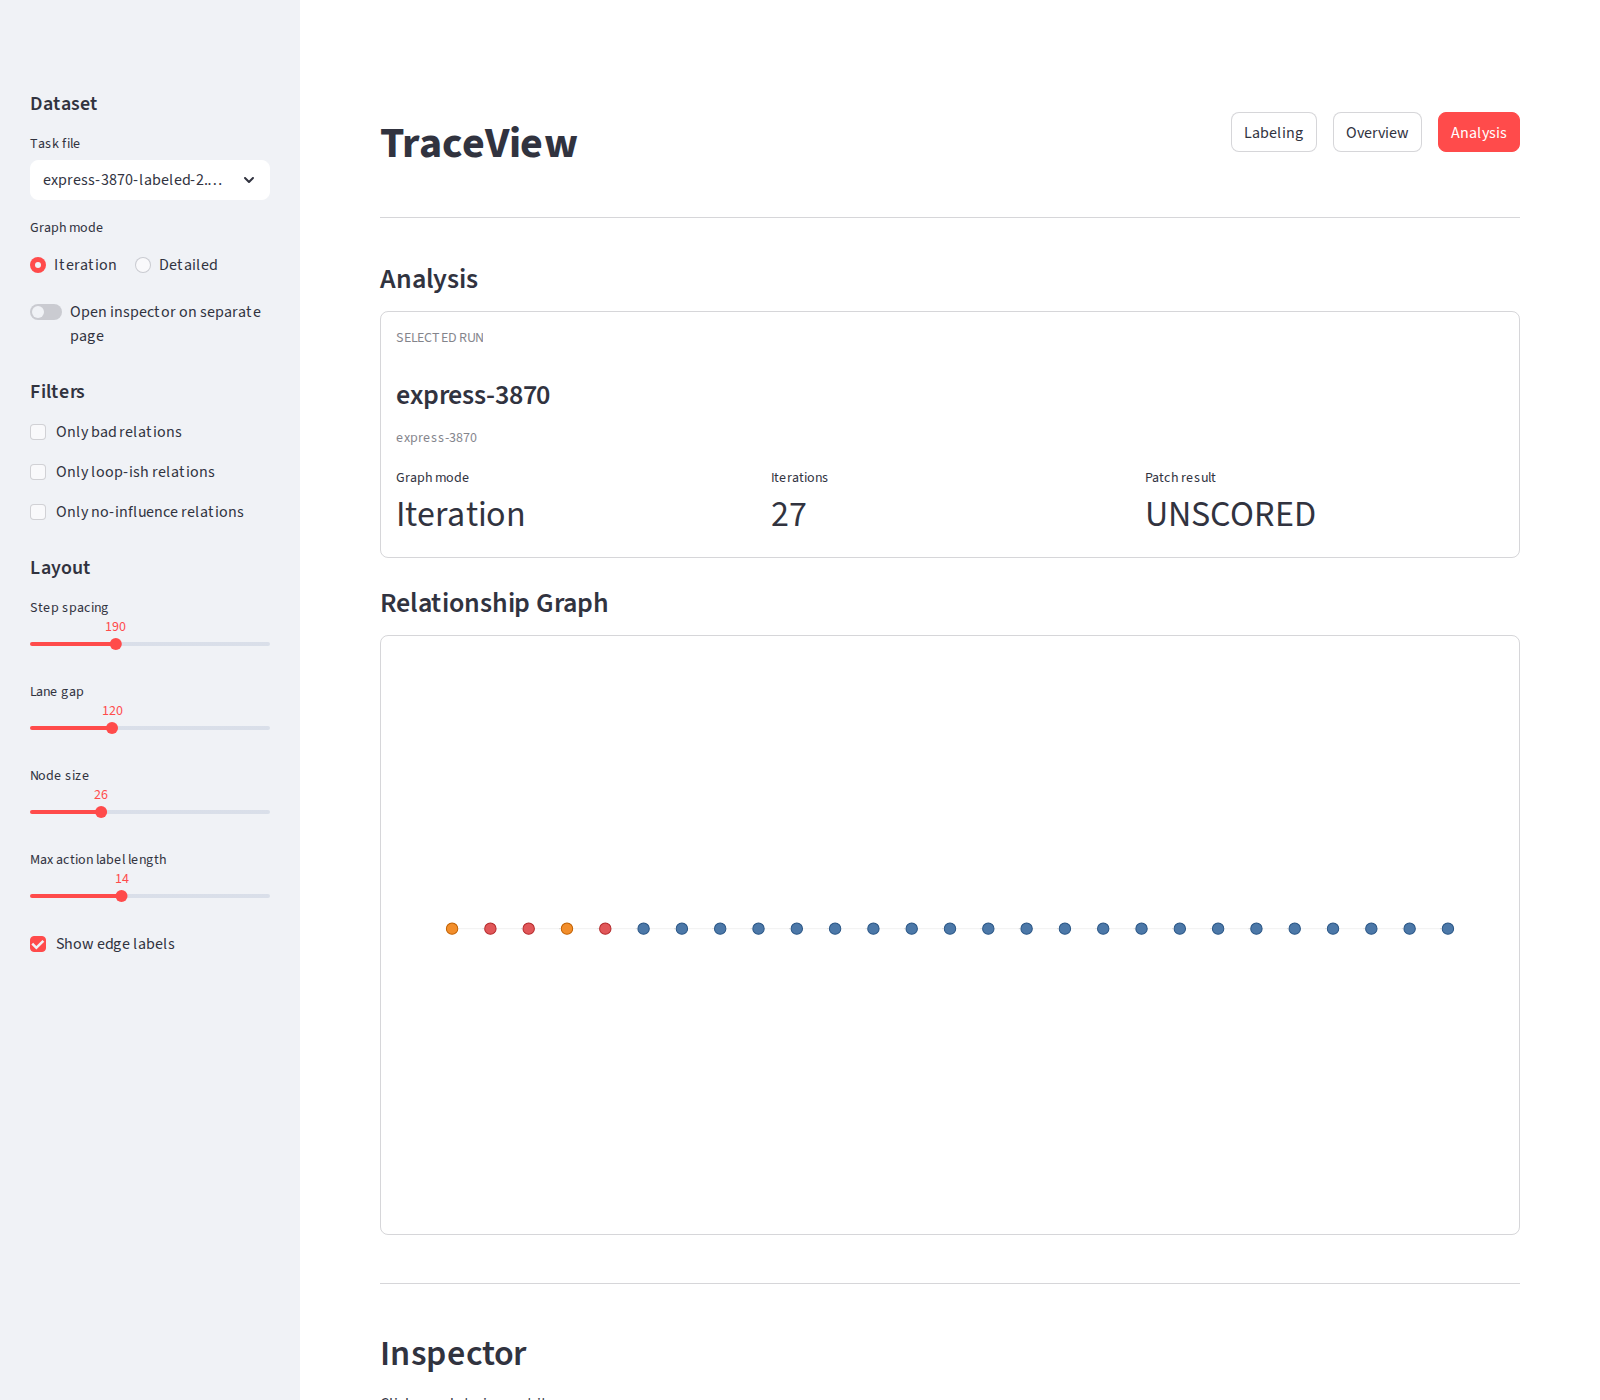 Dataset
Task file
express-3870-labeled-2....
Graph mode
Iteration
Detailed
Open inspector on separate
page
Filters
Only bad relations
Only loop-ish relations
Only no-influence relations
Layout
Step spacing
190
Lane gap
120
Node size
26
Max action label length
14
Show edge labels
TraceView
Labeling
Overview
Analysis
Analysis
SELECTED RUN
express-3870
express-3870
Graph mode
Iterations
Patch result
Iteration
27
UNSCORED
Relationship Graph
Inspector